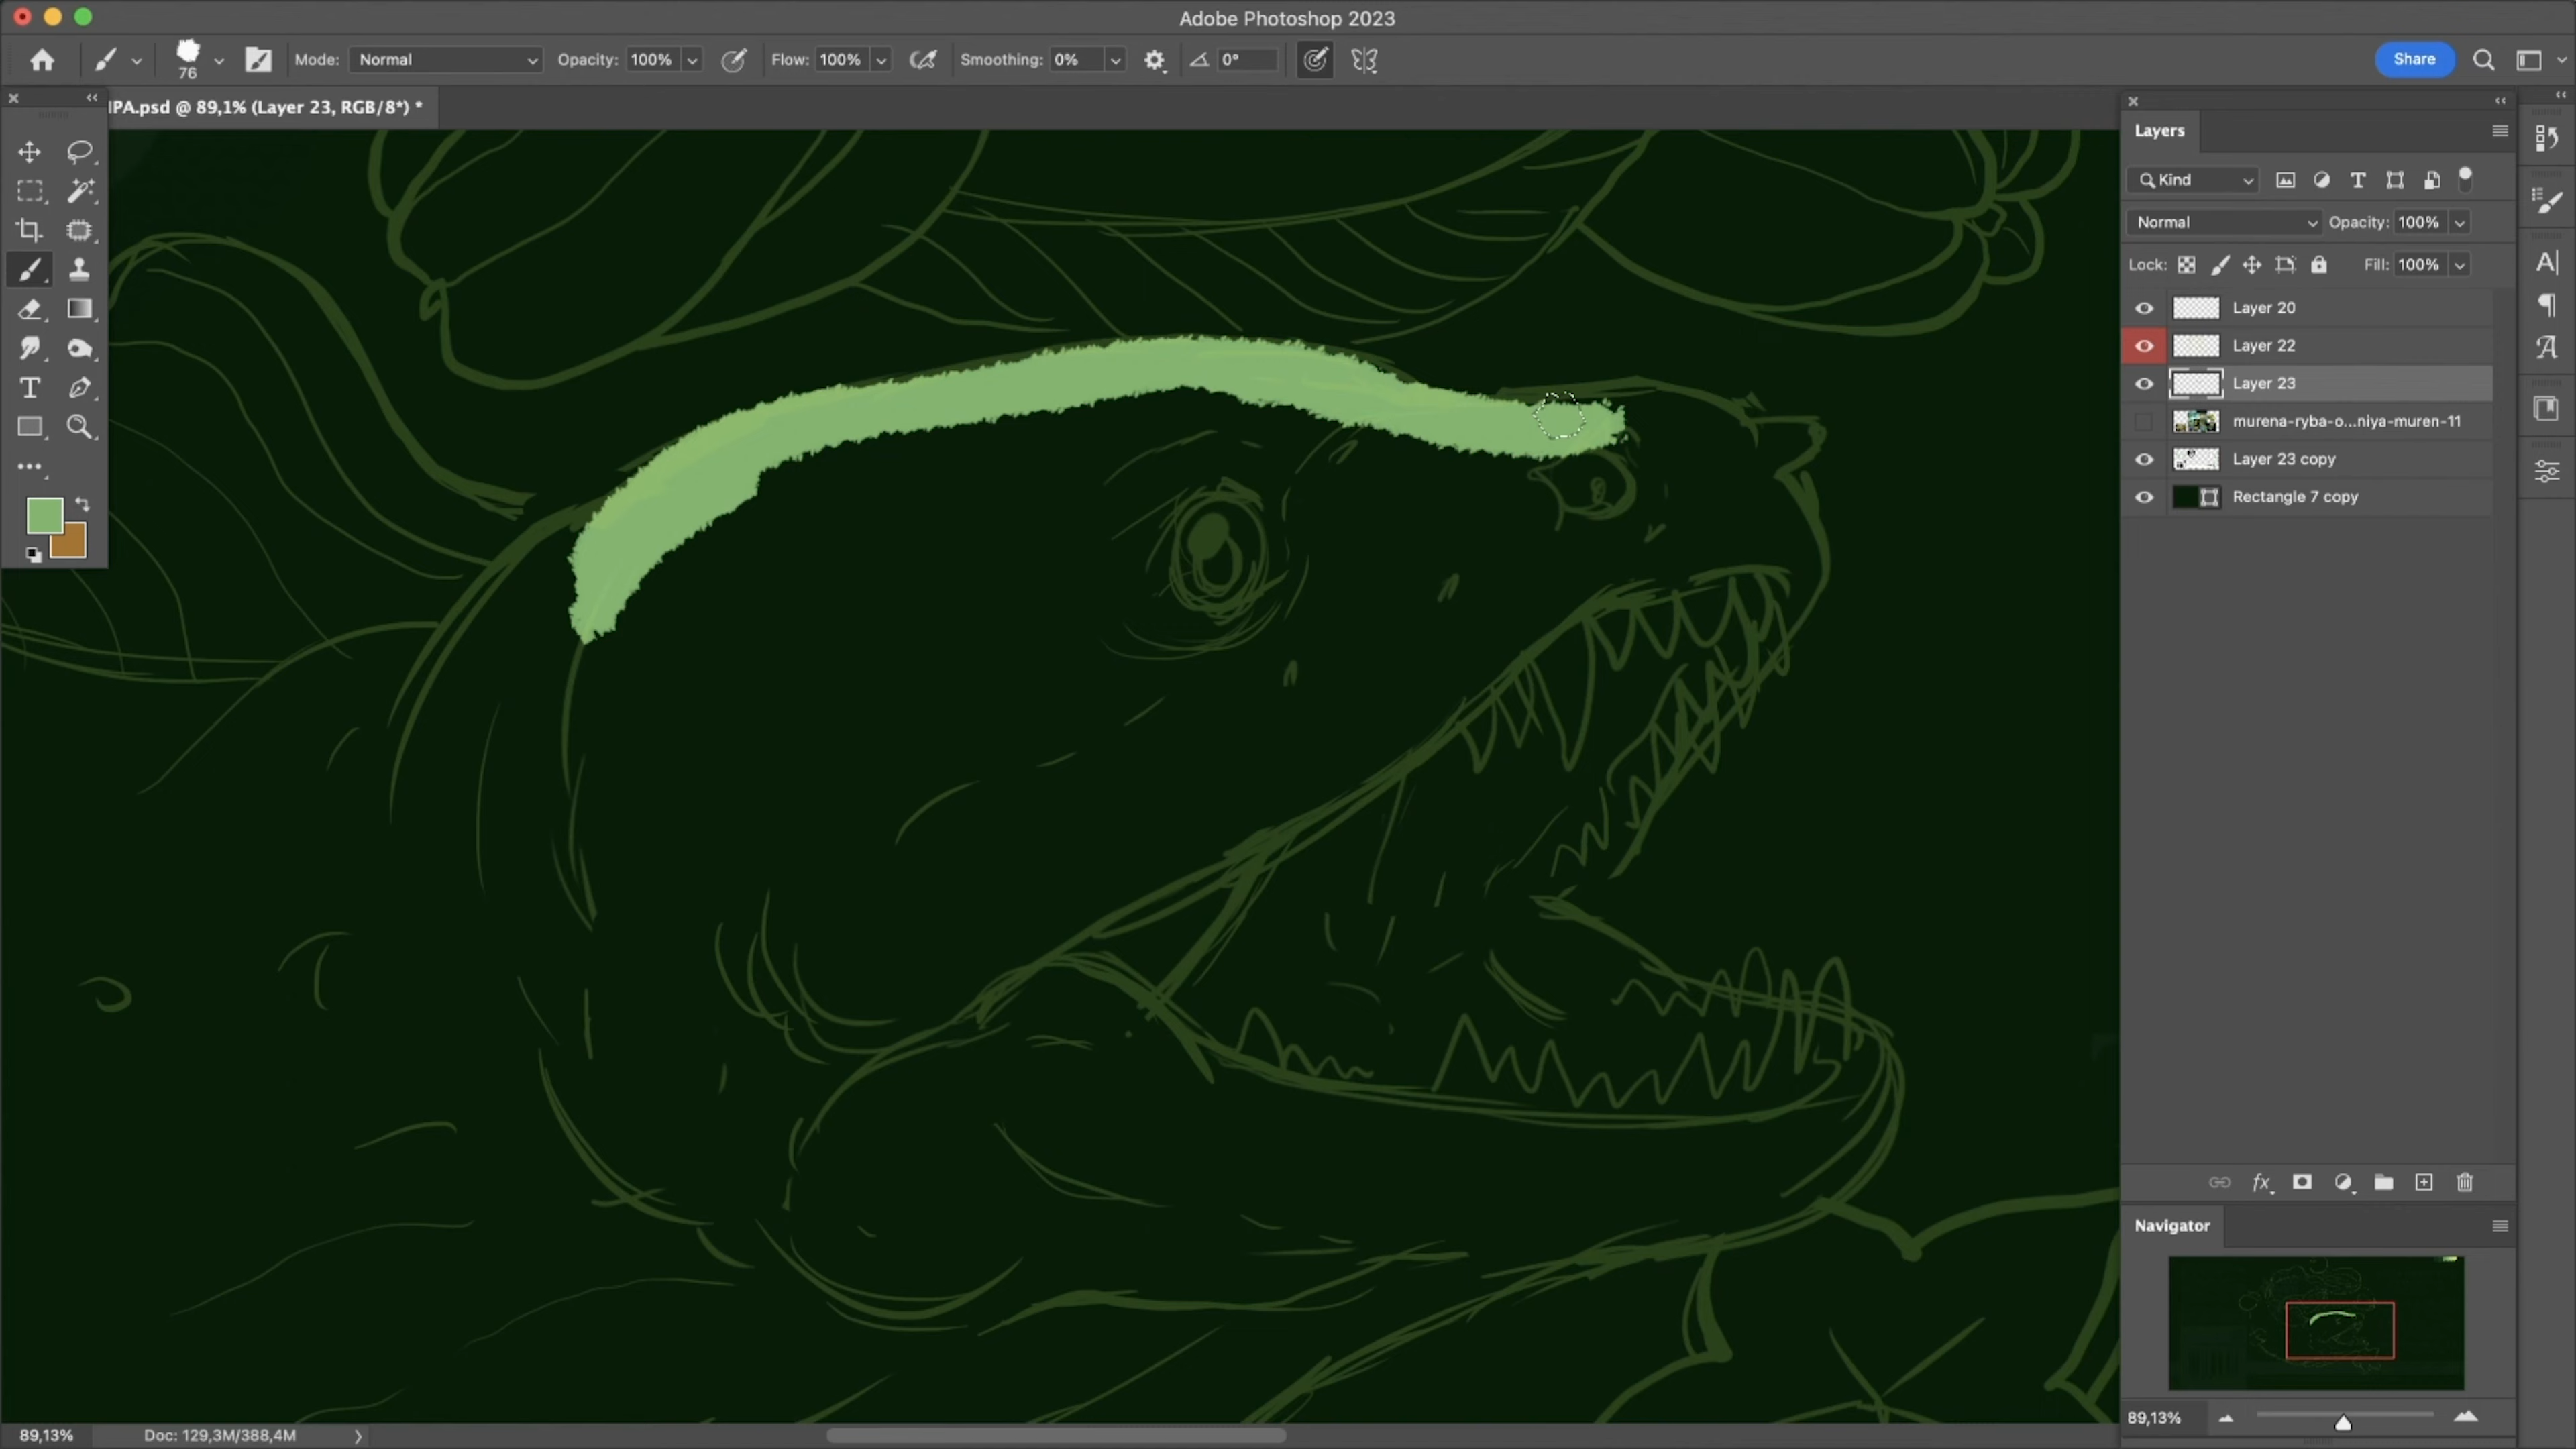 Adobe Photoshop 2023
76
Mode: Normal
Opacity: 100%
Flow: 100%
Smoothing: 0%
0°
Share
IPA.psd @ 89,1% (Layer 23, RGB/8*) *
Layers
Kind
Normal
Opacity: 100%
Lock:
Fill: 100%
Layer 20
Layer 22
Layer 23
murena-ryba-o...niya-muren-11
Layer 23 copy
Rectangle 7 copy
fx
Navigator
89,13%
89,13%
Doc: 129,3M/388,4M